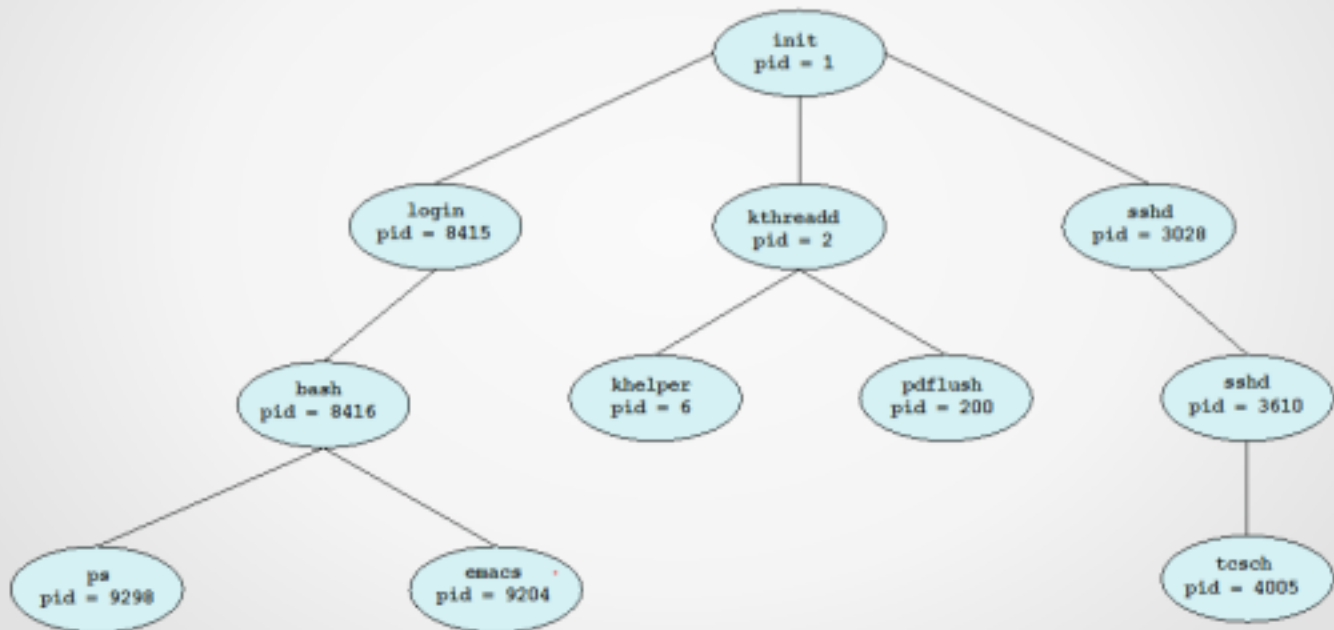 init
pid = 1
login
pid = 8415
kthreadd
pid = 2
sshd
pid = 3028
bash
pid = 8416
khelper
pid = 6
pdflush
pid = 200
sshd
pid = 3610
ps
pid = 9298
emacs
pid = 9204
tcsch
pid = 4005